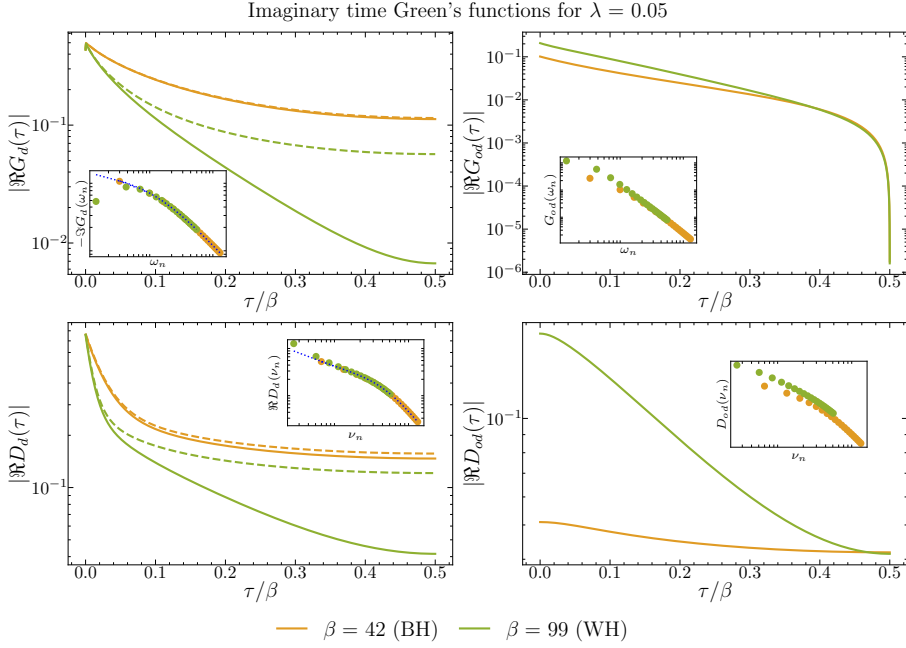 Imaginary time Green's functions for λ = 0.05
|ℜG_d(τ)|
10^{-1}
10^{-2}
0.0 0.1 0.2 0.3 0.4 0.5
τ/β
−ℑG_d(ω_n)
ω_n
|ℜG_{od}(τ)|
10^{-1}
10^{-2}
10^{-3}
10^{-4}
10^{-5}
10^{-6}
0.0 0.1 0.2 0.3 0.4 0.5
τ/β
G_{od}(ω_n)
ω_n
|ℜD_d(τ)|
10^{-1}
0.0 0.1 0.2 0.3 0.4 0.5
τ/β
ℜD_d(ν_n)
ν_n
|ℜD_{od}(τ)|
10^{-1}
0.0 0.1 0.2 0.3 0.4 0.5
τ/β
D_{od}(ν_n)
ν_n
β = 42 (BH) β = 99 (WH)